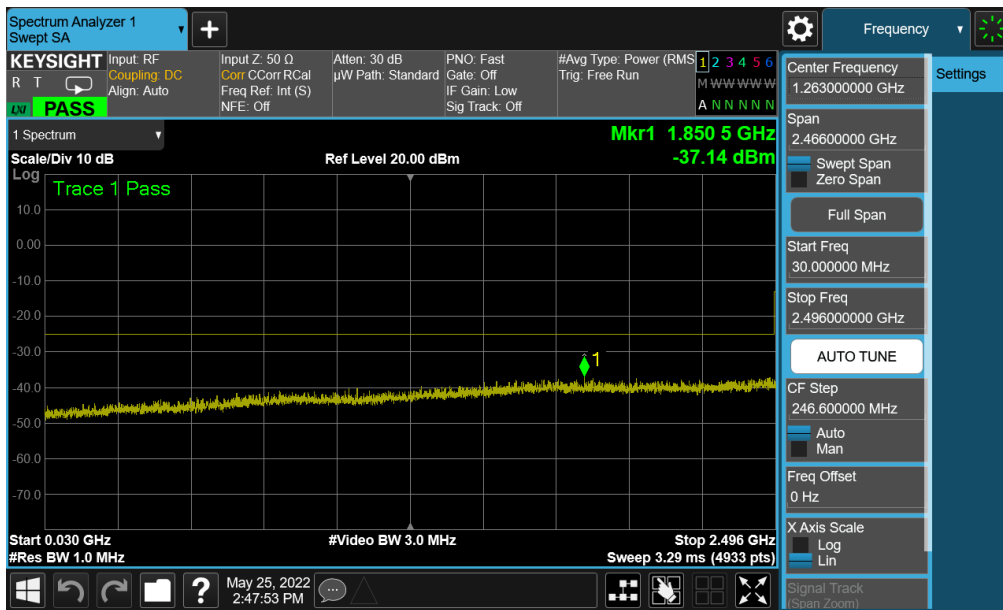 Spectrum Analyzer 1
Swept SA
Frequency
KEYSIGHT
R T
LXI PASS
Input: RF
Coupling: DC
Align: Auto
Input Z: 50 Ω
Corr CCorr RCal
Freq Ref: Int (S)
NFE: Off
Atten: 30 dB
µW Path: Standard
PNO: Fast
Gate: Off
IF Gain: Low
Sig Track: Off
#Avg Type: Power (RMS
Trig: Free Run
1 2 3 4 5 6
M W W W W W
A N N N N N
1 Spectrum
Scale/Div 10 dB
Ref Level 20.00 dBm
Mkr1 1.850 5 GHz
-37.14 dBm
Log
Trace 1 Pass
10.0
0.00
-10.0
-20.0
-30.0
1
-40.0
-50.0
-60.0
-70.0
Start 0.030 GHz
#Video BW 3.0 MHz
Stop 2.496 GHz
#Res BW 1.0 MHz
Sweep 3.29 ms (4933 pts)
Center Frequency
1.263000000 GHz
Settings
Span
2.46600000 GHz
Swept Span
Zero Span
Full Span
Start Freq
30.000000 MHz
Stop Freq
2.496000000 GHz
AUTO TUNE
CF Step
246.600000 MHz
Auto
Man
Freq Offset
0 Hz
X Axis Scale
Log
Lin
Signal Track
(Span Zoom)
?
May 25, 2022
2:47:53 PM